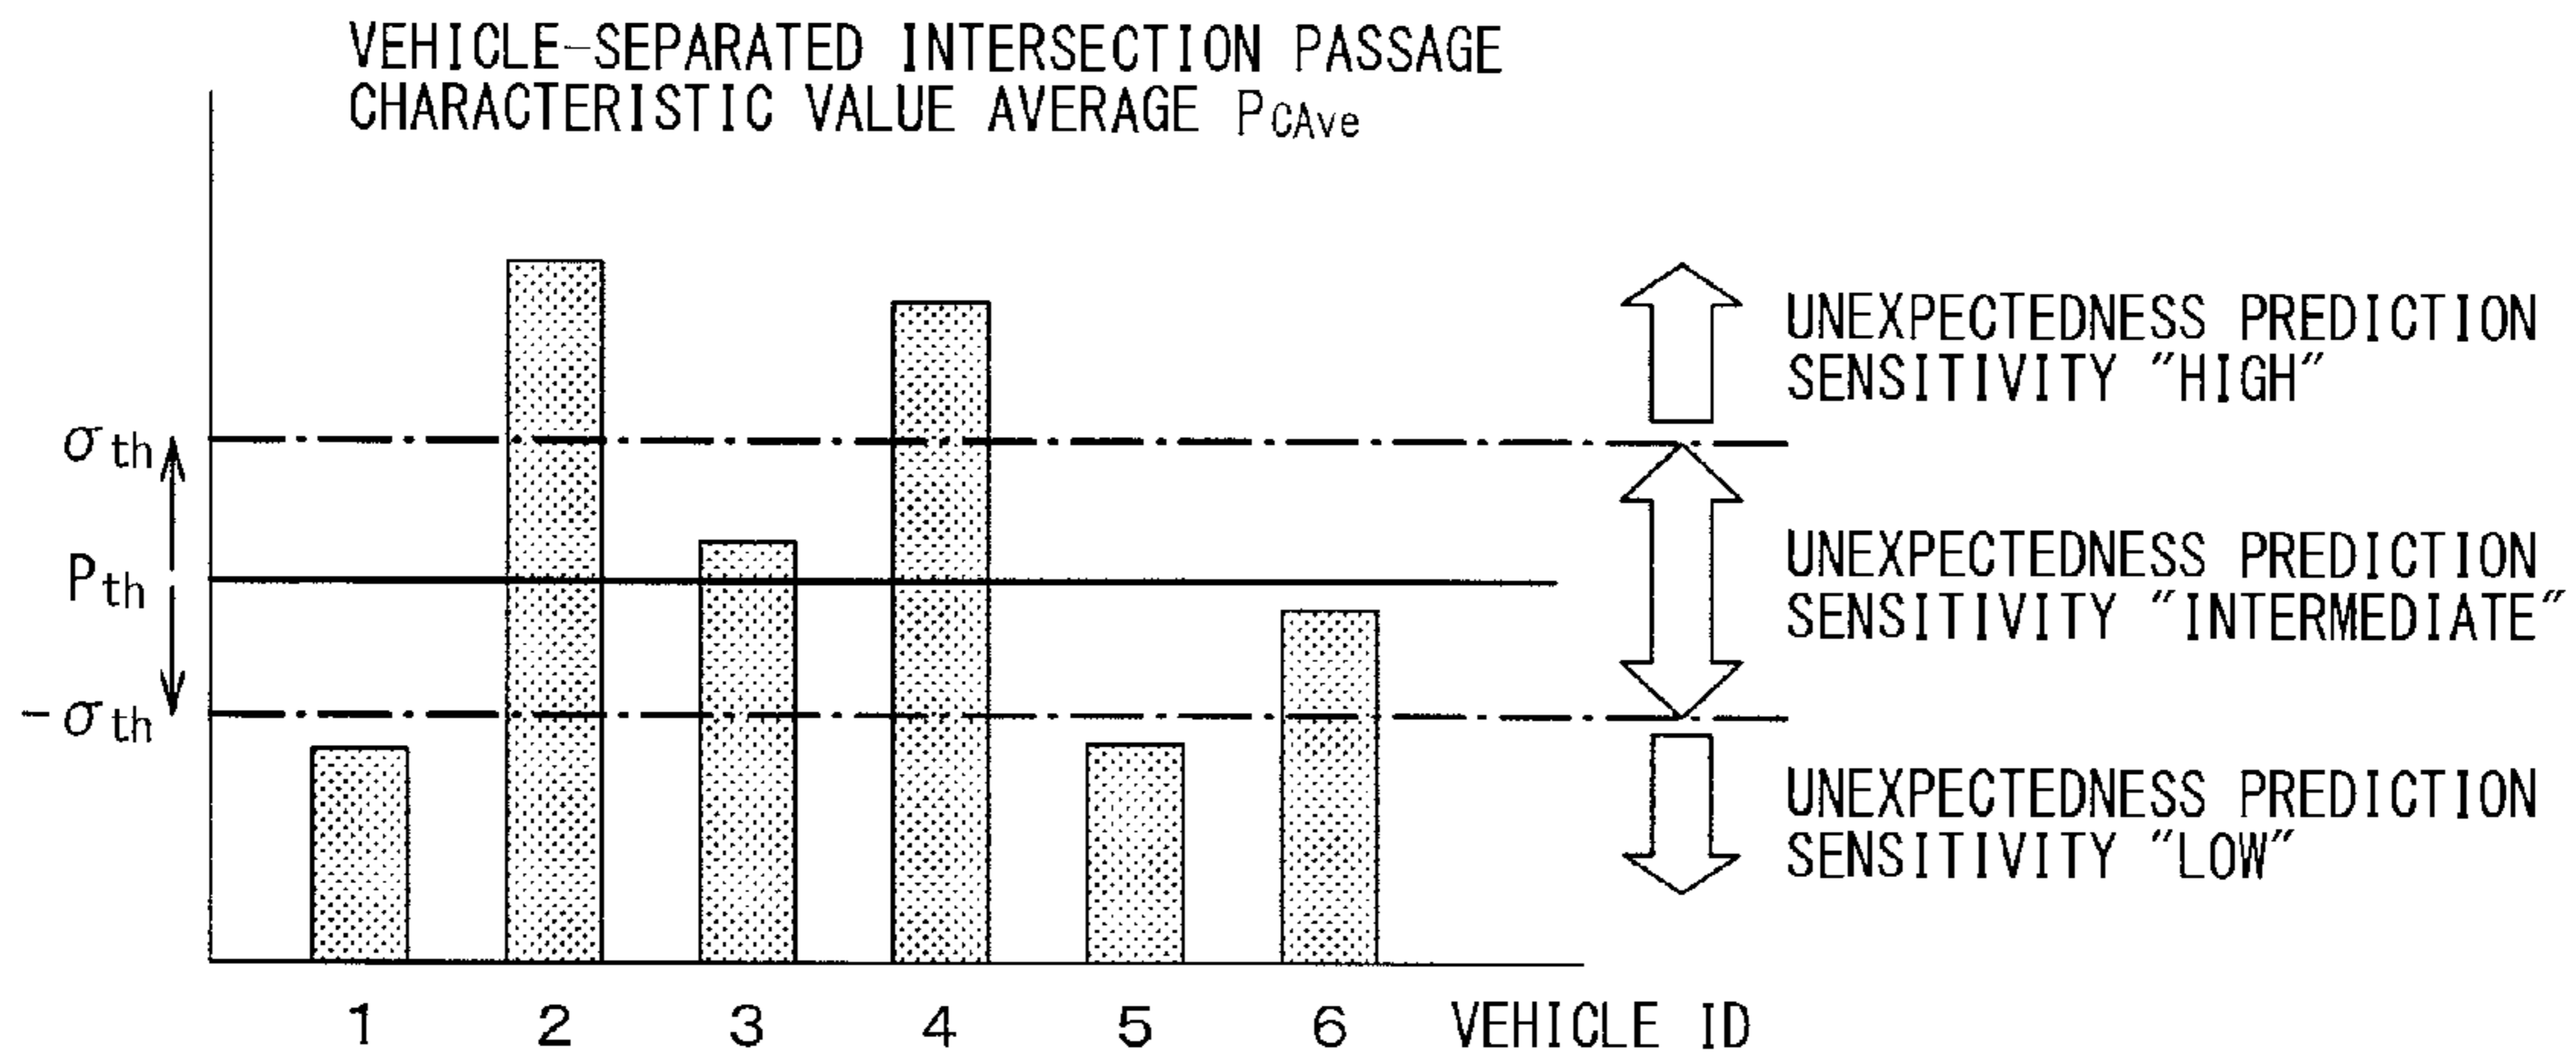 VEHICLE-SEPARATED INTERSECTION PASSAGE
CHARACTERISTIC VALUE AVERAGE PCAve
UNEXPECTEDNESS PREDICTION
SENSITIVITY "HIGH"
σth
UNEXPECTEDNESS PREDICTION
SENSITIVITY "INTERMEDIATE"
Pth
-σth
UNEXPECTEDNESS PREDICTION
SENSITIVITY "LOW"
1 2 3 4 5 6 VEHICLE ID